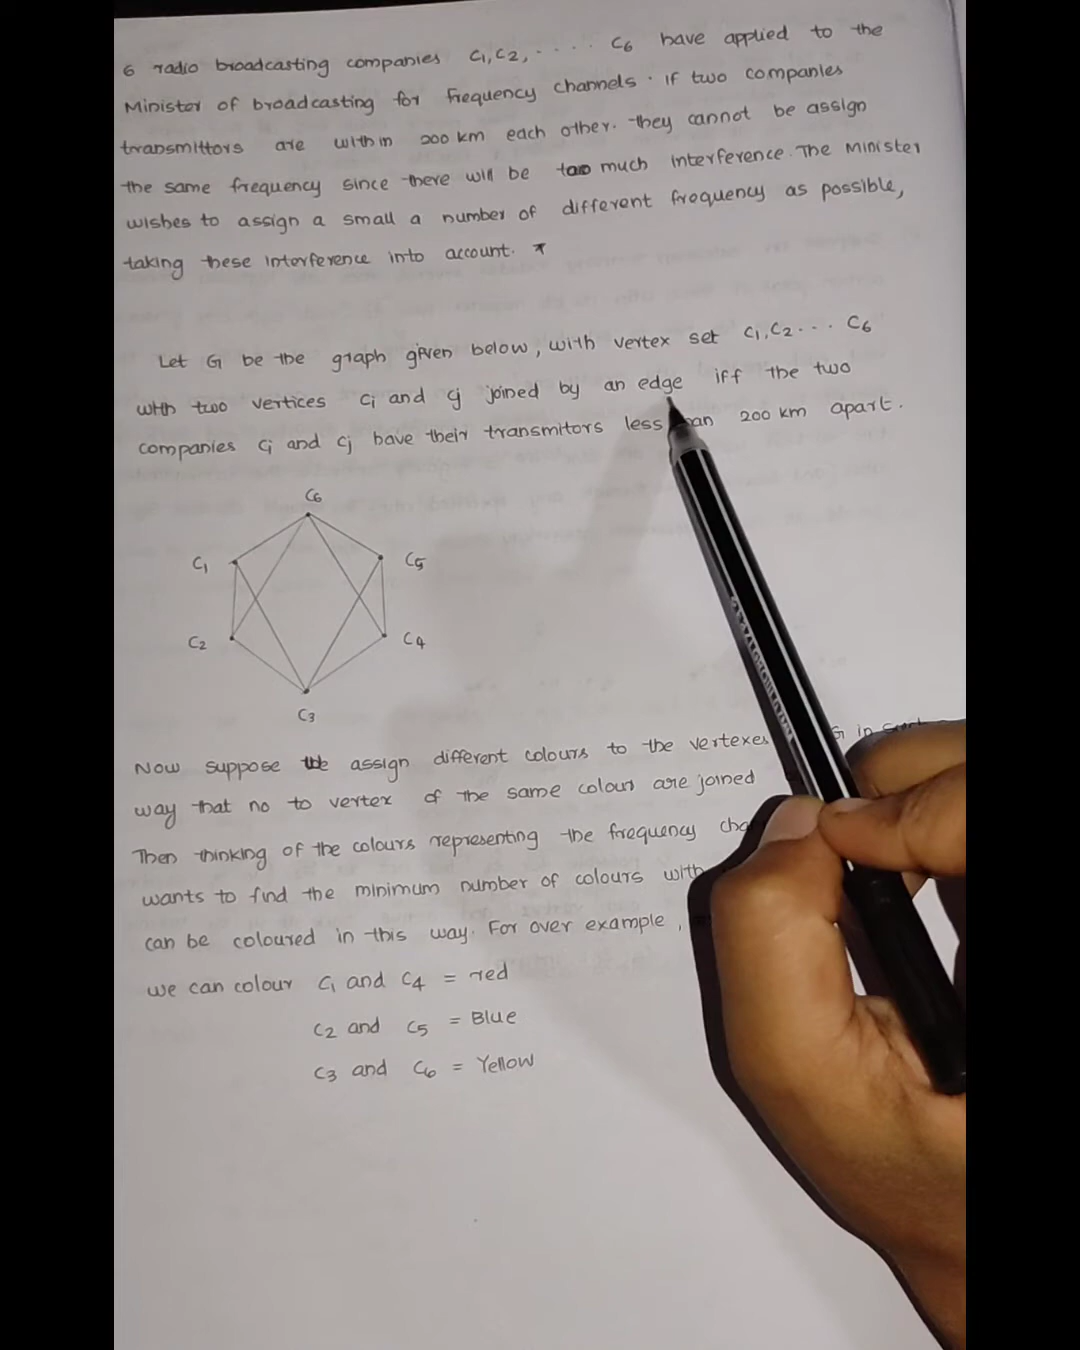 6 radio broadcasting companies C1, C2, ..... C6 have applied to the
Minister of broadcasting for frequency channels. If two companies
transmittors are within 200 km each other. they cannot be assign
the same frequency since there will be too much interference. The Minister
wishes to assign a small a number of different frequency as possible,
taking these interference into account.
Let G be the graph given below, with vertex set C1, C2 ... C6
with two vertices Ci and Cj joined by an edge iff the two
companies Ci and Cj have their transmitors less an 200 km apart.
C6
C1 C5
C2 C4
C3
Now suppose We assign different colours to the vertexes G in
way that no to vertex of the same colour are joined
Then thinking of the colours representing the frequency cha
wants to find the minimum number of colours with
can be coloured in this way. For over example ,
we can colour C1 and C4 = red
C2 and C5 = Blue
C3 and C6 = Yellow